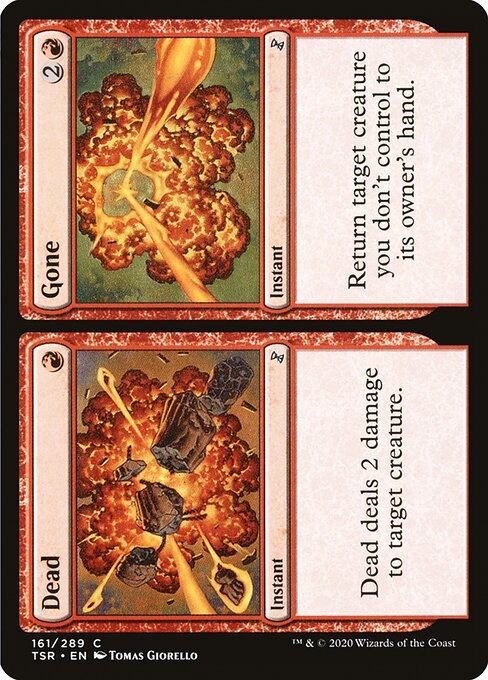 Gone 2
Instant
Return target creature
you don't control to
its owner's hand.
Dead
Instant
Dead deals 2 damage
to target creature.
161/289 C
TSR • EN Tomas Giorello
™ & © 2020 Wizards of the Coast